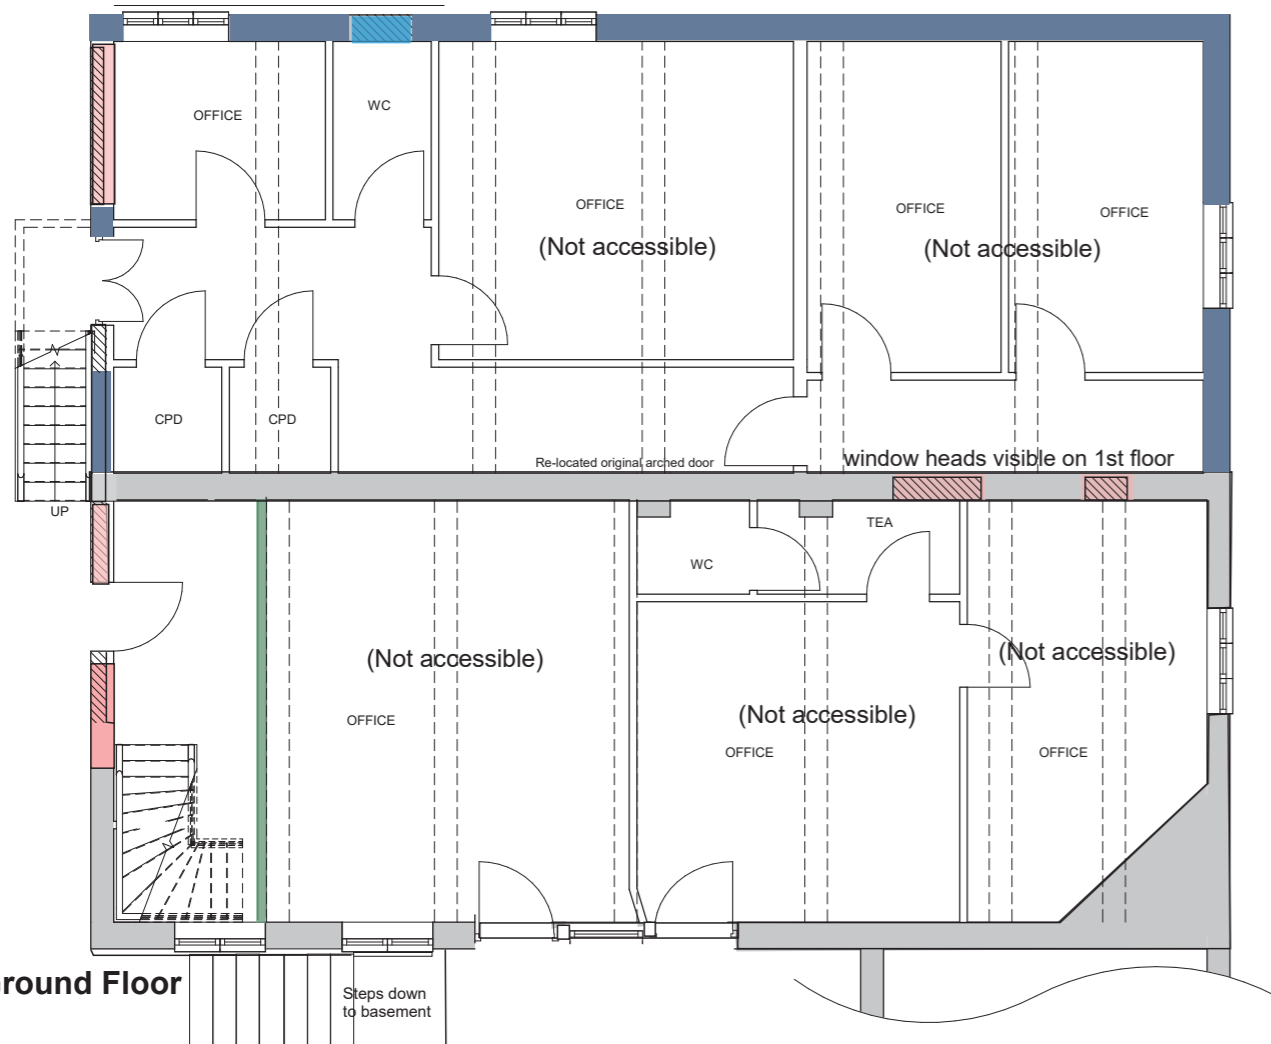 OFFICE
WC
OFFICE
(Not accessible)
OFFICE
OFFICE
(Not accessible)
CPD
CPD
Re-located original arched door
window heads visible on 1st floor
UP
TEA
WC
(Not accessible)
(Not accessible)
(Not accessible)
OFFICE
OFFICE
OFFICE
round Floor
Steps down
to basement